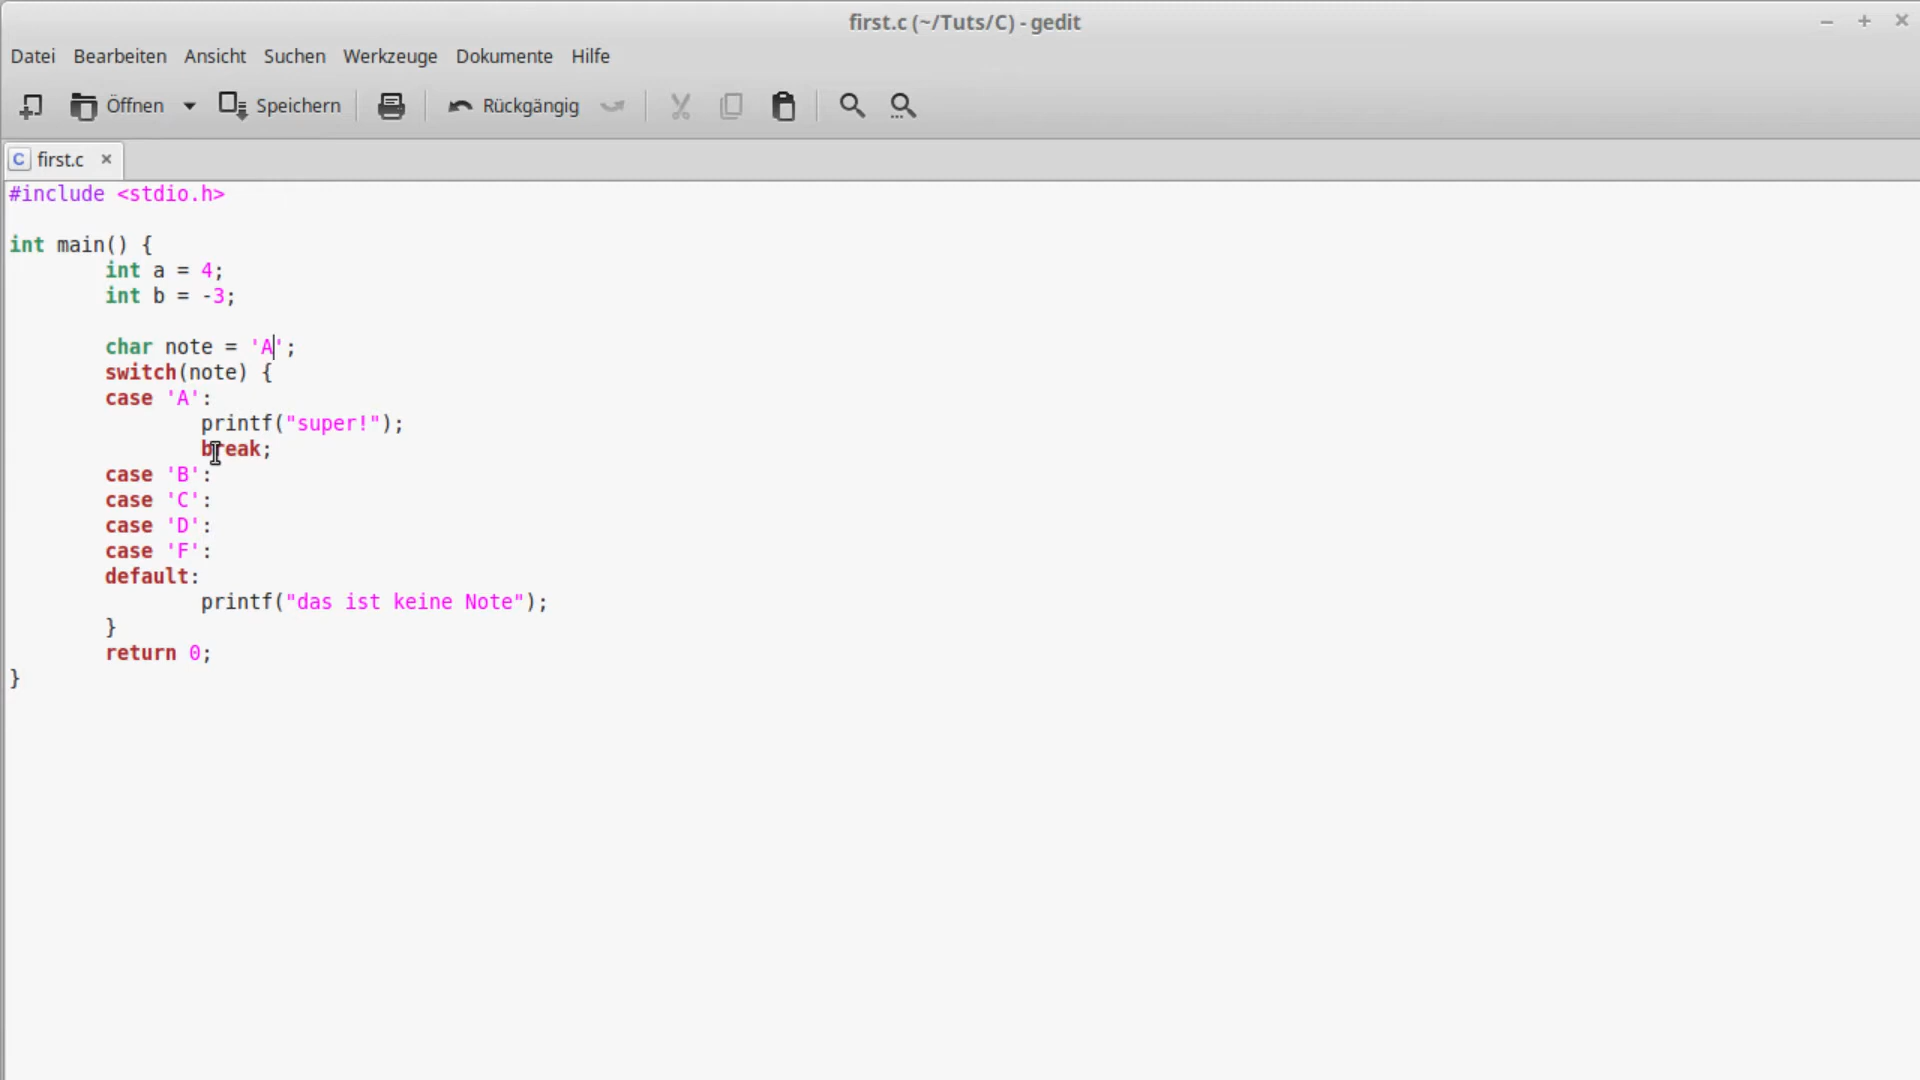 first.c (~/Tuts/C) - gedit
Datei Bearbeiten Ansicht Suchen Werkzeuge Dokumente Hilfe
Öffnen Speichern Rückgängig
C first.c
#include <stdio.h>
int main() {
int a = 4;
int b = -3;
char note = 'A';
switch(note) {
case 'A':
printf("super!");
break;
case 'B':
case 'C':
case 'D':
case 'F':
default:
printf("das ist keine Note");
}
return 0;
}